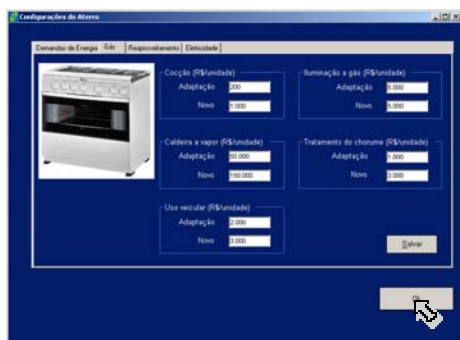 Configurações do Aterro
Demandas de Energia Gás Reaproveitamento Eletricidade
Cocção (R$/unidade)
Adaptação 200
Novo 1.000
Iluminação a gás (R$/unidade)
Adaptação 5.000
Novo 5.000
Caldeira a vapor (R$/unidade)
Adaptação 50.000
Novo 150.000
Tratamento do chorume (R$/unidade)
Adaptação 1.000
Novo 3.000
Uso veicular (R$/unidade)
Adaptação 2.000
Novo 3.000
Salvar